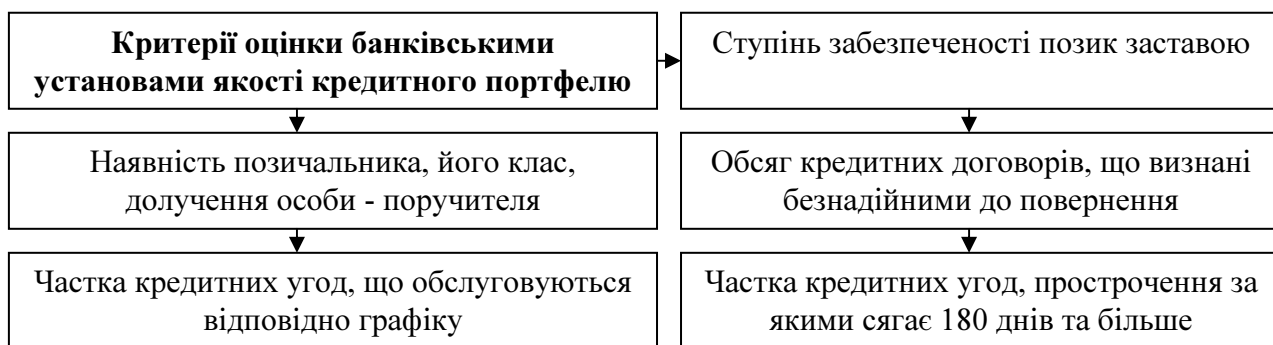 Критерії оцінки банківськими
установами якості кредитного портфелю
Ступінь забезпеченості позик заставою
Наявність позичальника, його клас,
долучення особи - поручителя
Обсяг кредитних договорів, що визнані
безнадійними до повернення
Частка кредитних угод, що обслуговуються
відповідно графіку
Частка кредитних угод, прострочення за
якими сягає 180 днів та більше